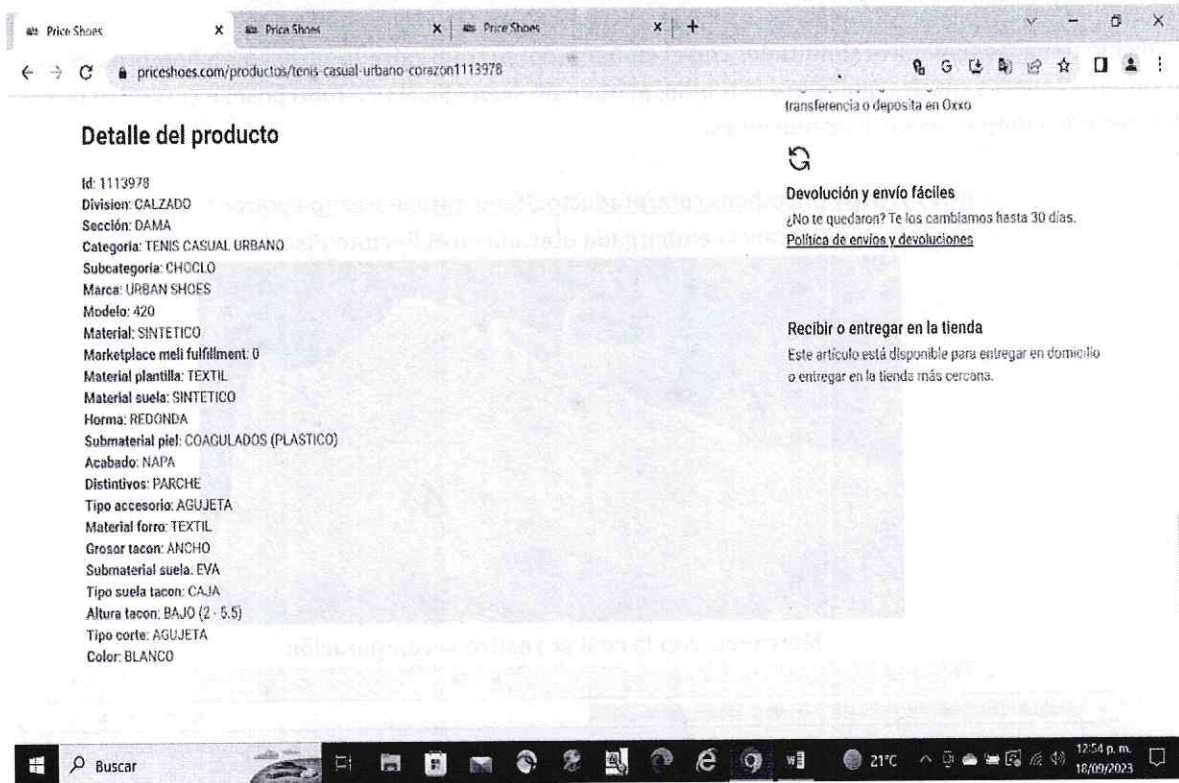 Price Shoes
Price Shoes
Price Shoes
priceshoes.com/productos/tenis-casual-urbano-corazon1113978
transferencia o deposita en Oxxo
Detalle del producto
Id: 1113978
Division: CALZADO
Sección: DAMA
Categoria: TENIS CASUAL URBANO
Subcategoria: CHOCLO
Marca: URBAN SHOES
Modelo: 420
Material: SINTETICO
Marketplace meli fulfillment: 0
Material plantilla: TEXTIL
Material suela: SINTETICO
Horma: REDONDA
Submaterial piel: COAGULADOS (PLASTICO)
Acabado: NAPA
Distintivos: PARCHE
Tipo accesorio: AGUJETA
Material forro: TEXTIL
Grosor tacon: ANCHO
Submaterial suela: EVA
Tipo suela tacon: CAJA
Altura tacon: BAJO (2 - 5.5)
Tipo corte: AGUJETA
Color: BLANCO
Devolución y envío fáciles
¿No te quedaron? Te los cambiamos hasta 30 días.
Política de envíos y devoluciones
Recibir o entregar en la tienda
Este artículo está disponible para entregar en domicilio
o entregar en la tienda más cercana.
Buscar
21°C
12:54 p. m.
18/09/2023